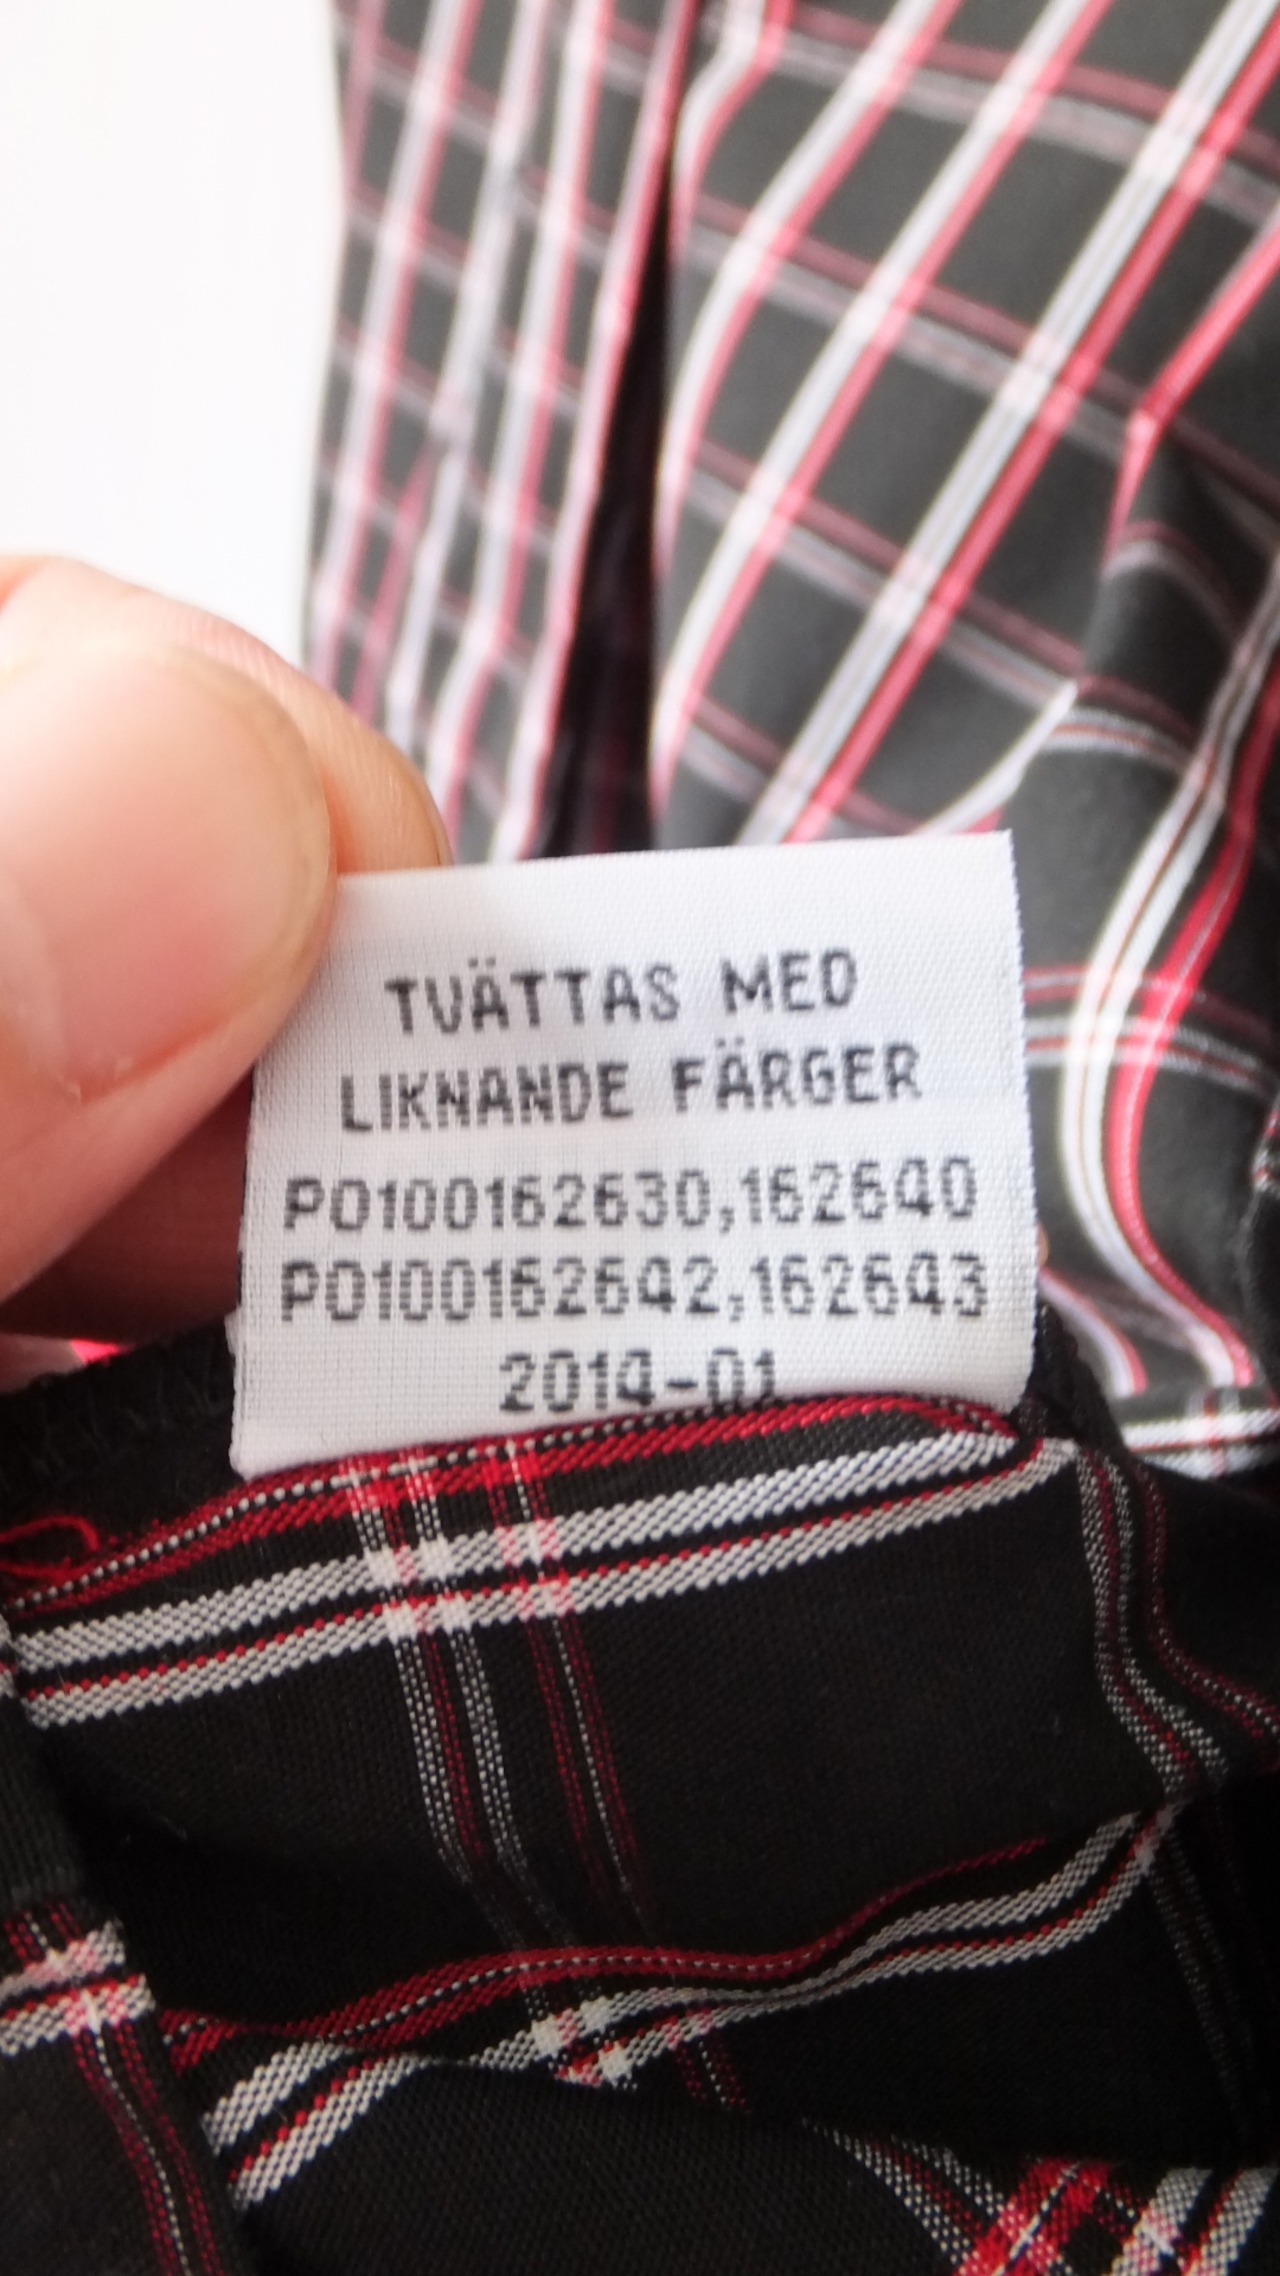 TVÄTTAS MED
LIKNANDE FÄRGER
PO100162630,162640
PO100162642,162643
2014-01